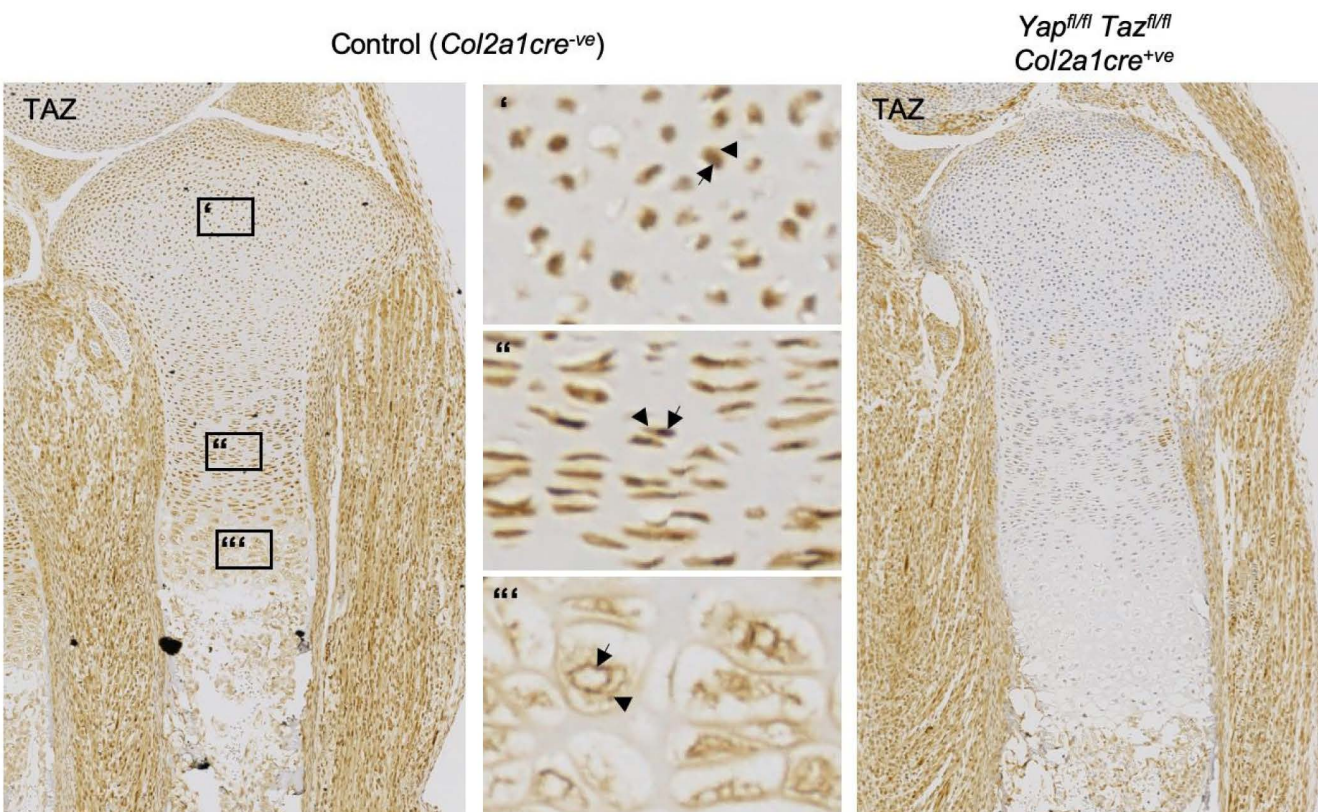 Control (Col2a1cre-ve)
Yapfl/fl Tazfl/fl
Col2a1cre+ve
TAZ
‘
“
“‘
‘
“
“‘
TAZ